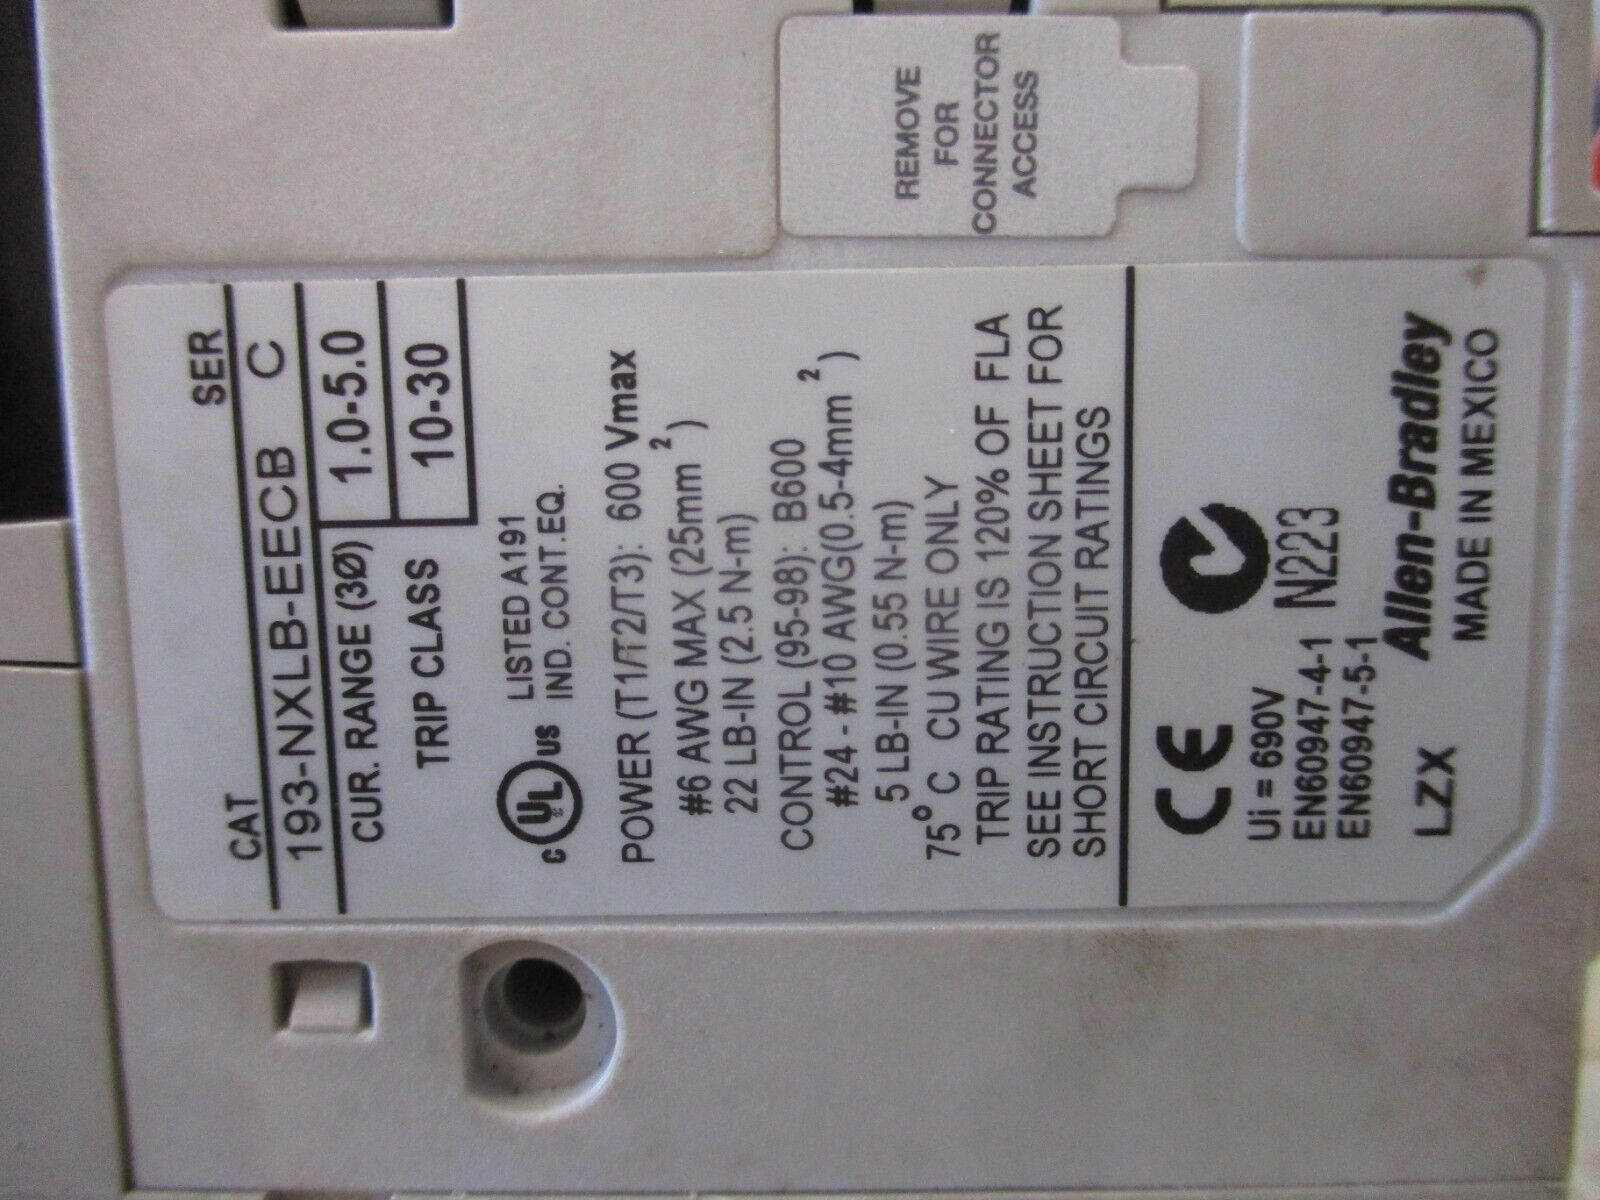 REMOVE
FOR
CONNECTOR
ACCESS
CAT SER
193-NXLB-EECB C
CUR. RANGE (3Ø) 1.0-5.0
TRIP CLASS 10-30
C UL US LISTED A191
IND. CONT.EQ.
POWER (T1/T2/T3): 600 Vmax
#6 AWG MAX (25mm²)
22 LB-IN (2.5 N-m)
CONTROL (95-98): B600
#24 - #10 AWG(0.5-4mm²)
5 LB-IN (0.55 N-m)
75° C CU WIRE ONLY
TRIP RATING IS 120% OF FLA
SEE INSTRUCTION SHEET FOR
SHORT CIRCUIT RATINGS
CE
Ui = 690V
EN60947-4-1 N223
EN60947-5-1
LZX Allen-Bradley
MADE IN MEXICO